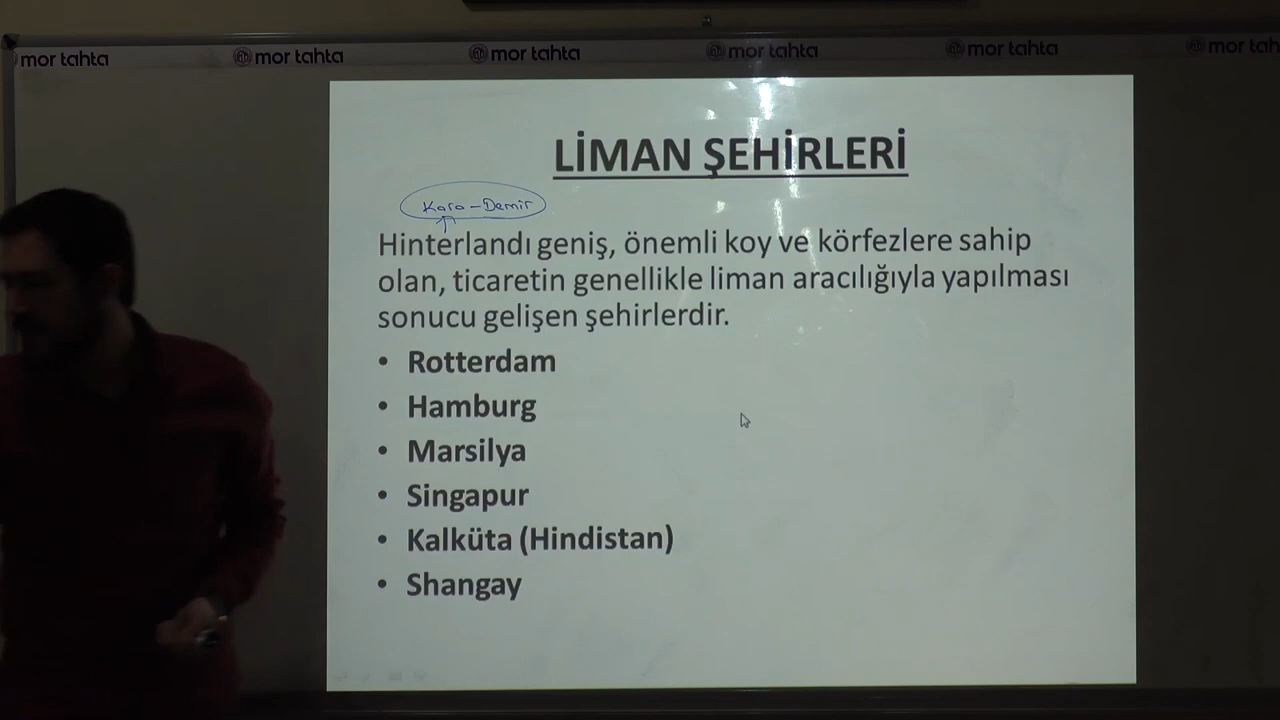 mor tahta mor tahta mor tahta mor tahta mor tahta mor tah
LİMAN ŞEHİRLERİ
Kara - Demir
Hinterlandı geniş, önemli koy ve körfezlere sahip
olan, ticaretin genellikle liman aracılığıyla yapılması
sonucu gelişen şehirlerdir.
• Rotterdam
• Hamburg
• Marsilya
• Singapur
• Kalküta (Hindistan)
• Shangay